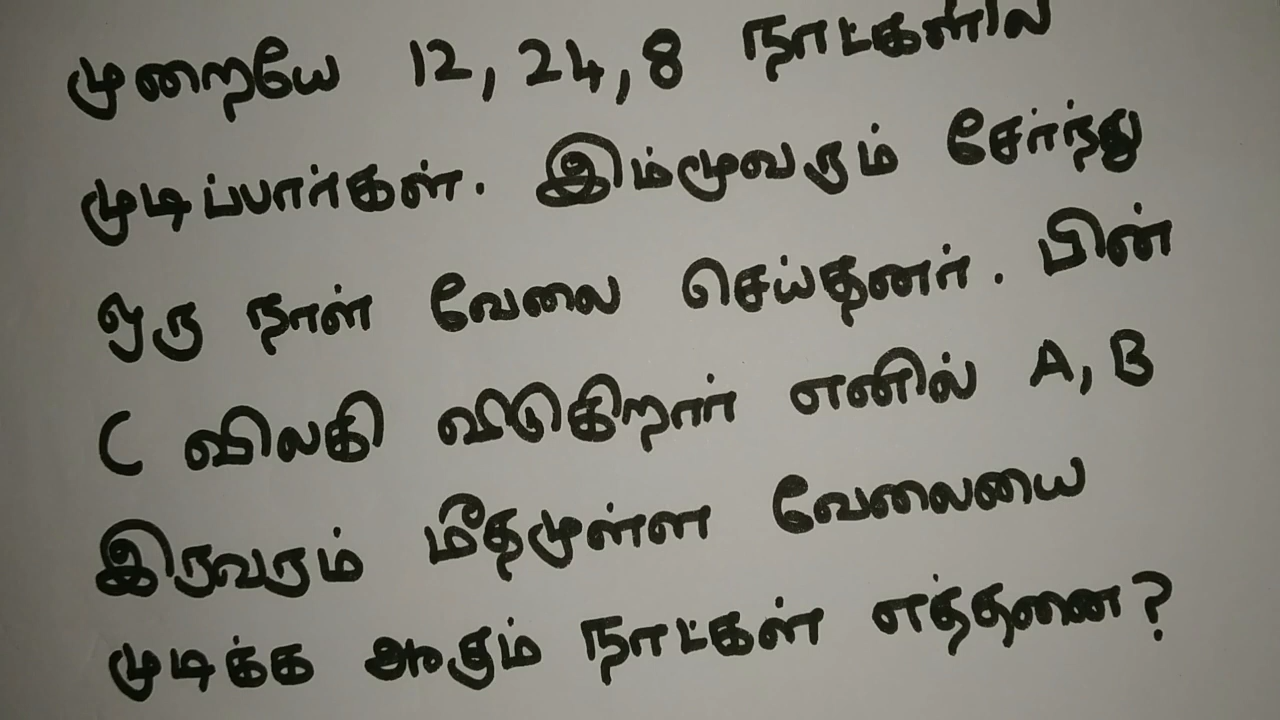 முறையே 12, 24, 8 நாட்களில்
முடிப்பார்கள். இம்மூவரும் சேர்ந்து
ஒரு நாள் வேலை செய்தனர். பின்
C விலகி விடுகிறார் எனில் A, B
இருவரும் மீதமுள்ள வேலையை
முடிக்க ஆகும் நாட்கள் எத்தனை?